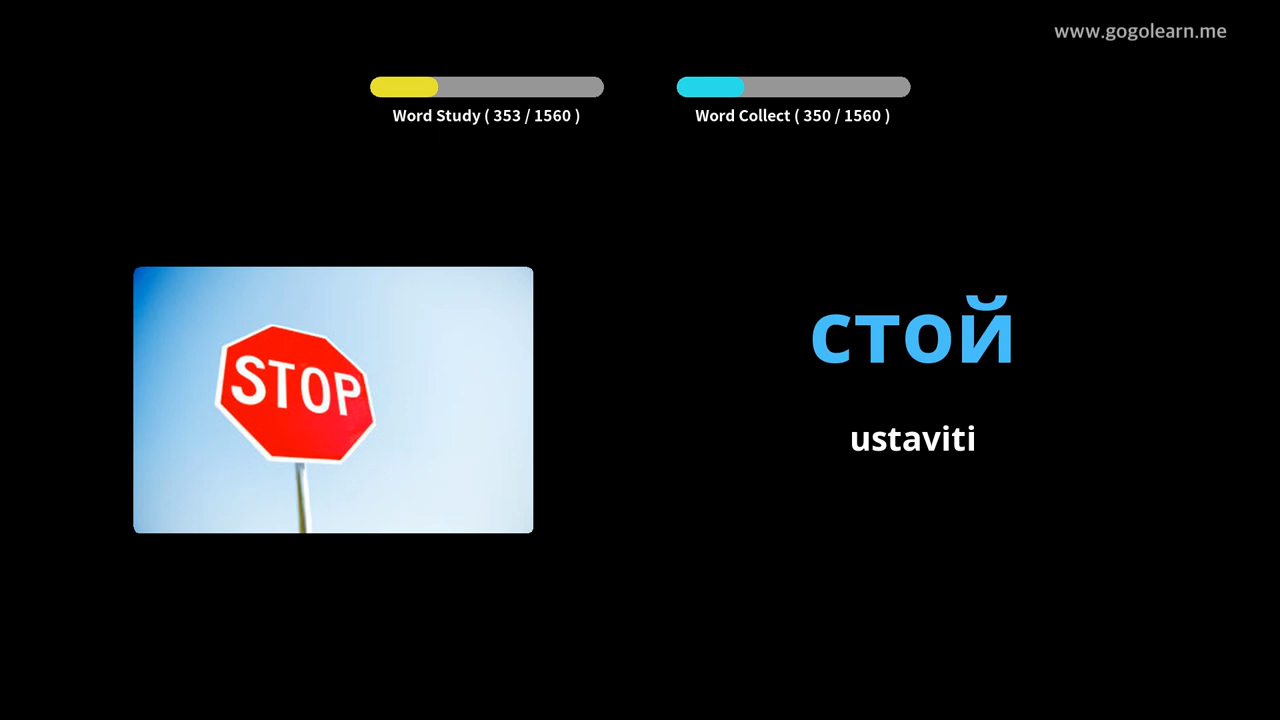 www.gogolearn.me
Word Study ( 353 / 1560 )
Word Collect ( 350 / 1560 )
STOP
стой
ustaviti